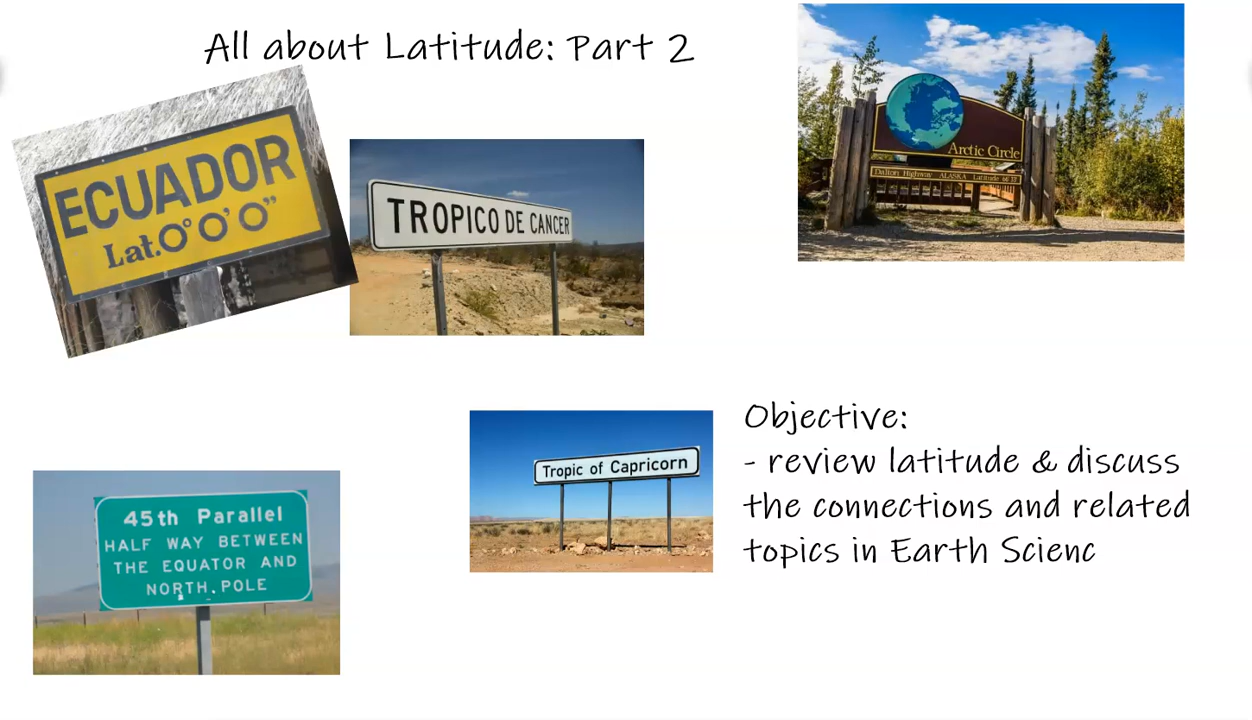 All about Latitude: Part 2
ECUADOR
Lat.0° 0' 0"
TROPICO DE CANCER
Arctic Circle
Dalton Highway ALASKA Latitude
Tropic of Capricorn
Objective:
- review latitude & discuss
the connections and related
topics in Earth Scienc
45th Parallel
HALF WAY BETWEEN
THE EQUATOR AND
NORTH POLE